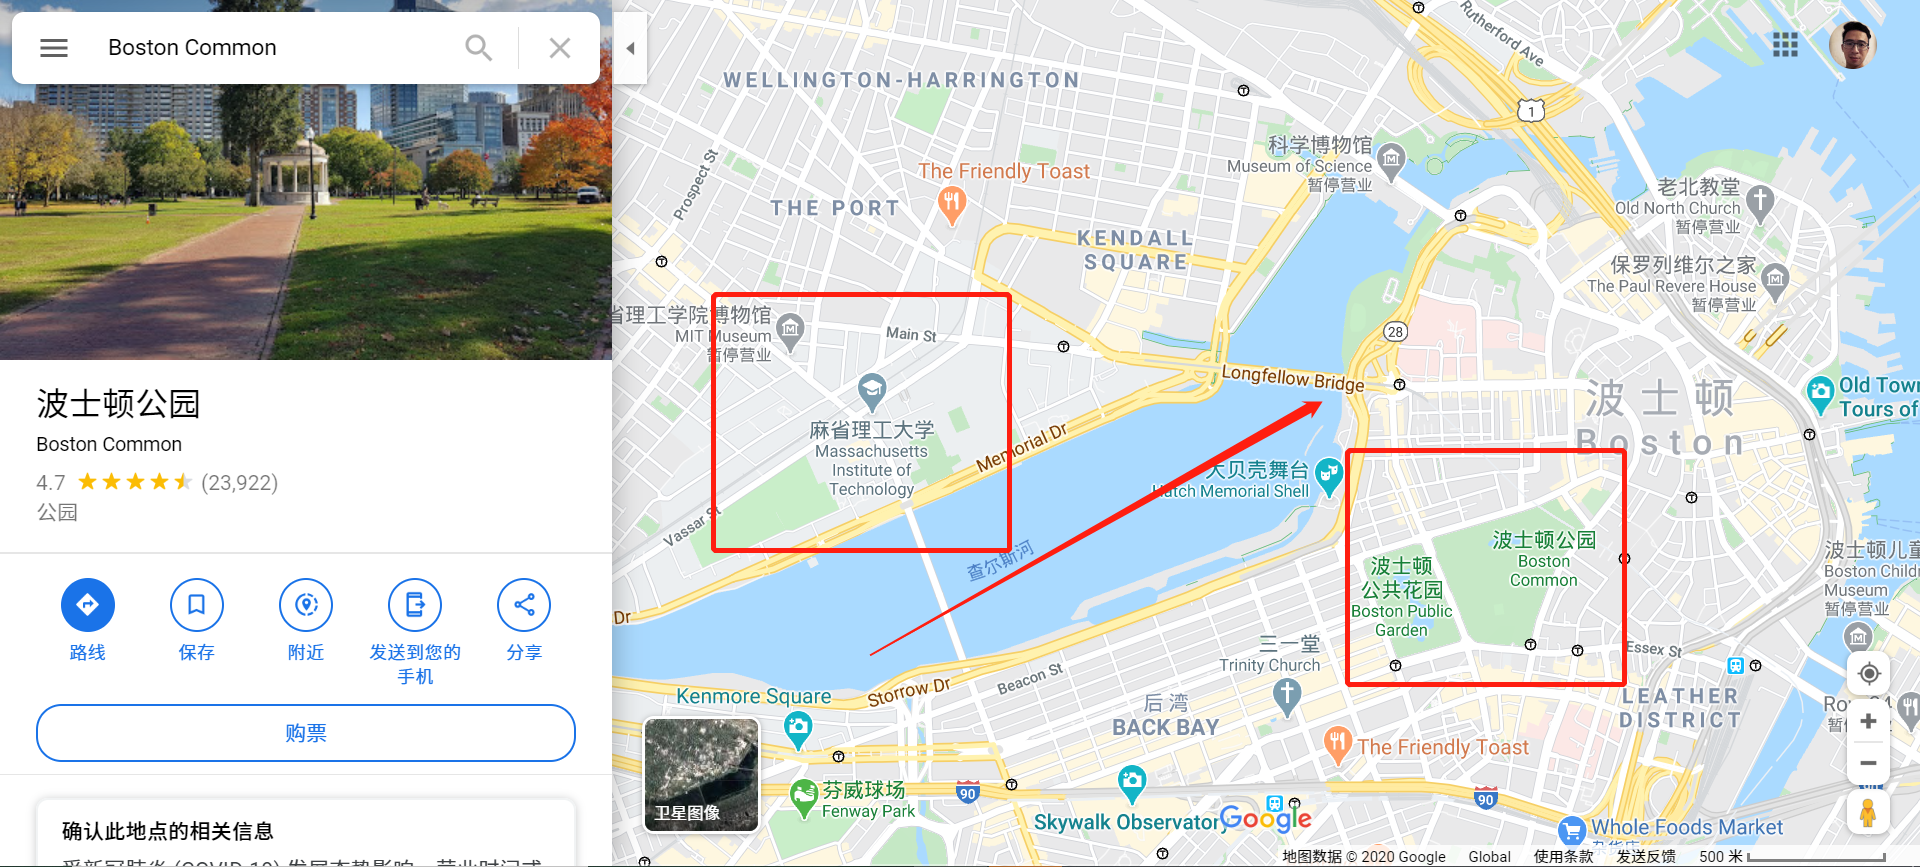 Boston Common
波士顿公园
Boston Common
4.7 (23,922)
公园
路线
保存
附近
发送到您的
手机
分享
购票
确认此地点的相关信息
WELLINGTON-HARRINGTON
Rutherford Ave
1
Prospect St
The Friendly Toast
THE PORT
KENDALL
SQUARE
科学博物馆
Museum of Science
暂停营业
老北教堂
Old North Church
暂停营业
保罗列维尔之家
The Paul Revere House
暂停营业
省理工学院博物馆
MIT Museum
暂停营业
Main St
28
Longfellow Bridge
波士顿
Boston
Old Town
Tours of
麻省理工大学
Massachusetts
Institute of
Technology
Memorial Dr
Vassar St
大贝壳舞台
Hatch Memorial Shell
查尔斯河
波士顿公园
Boston
Common
波士顿
公共花园
Boston Public
Garden
波士顿儿童
Boston Child
Museum
暂停营业
Dr
三一堂
Trinity Church
Essex St
Beacon St
Storrow Dr
Kenmore Square
后湾
BACK BAY
LEATHER
DISTRICT
The Friendly Toast
芬威球场
Fenway Park
90
90
Skywalk Observatory
Google
Whole Foods Market
卫星图像
地图数据 © 2020 Google
Global
使用条款
发送反馈
500 米